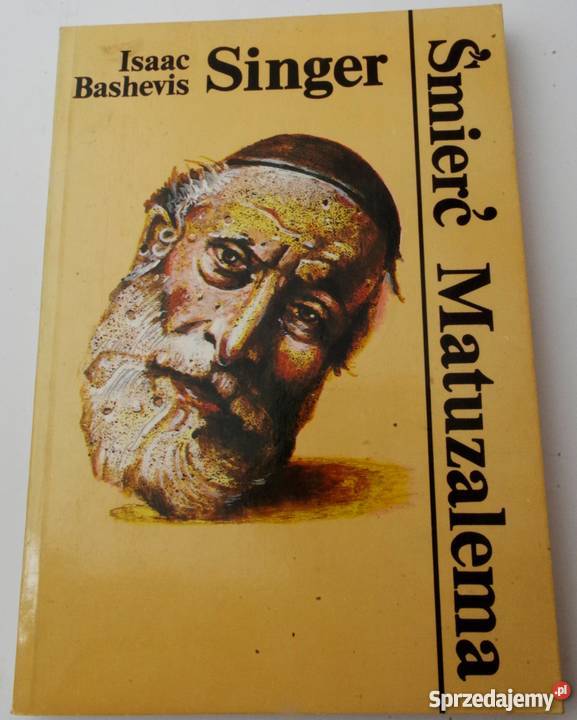 Isaac
Bashevis
Singer
Śmierć Matuzalema
Sprzedajemy.pl